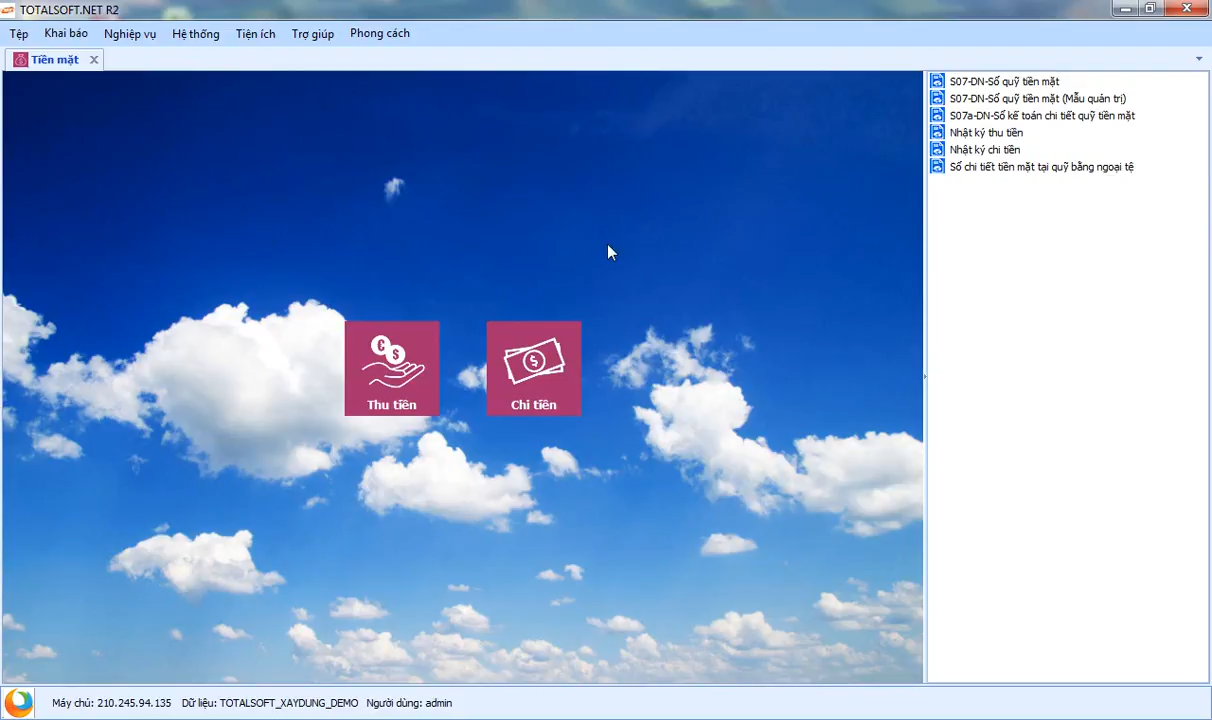 TOTALSOFT.NET R2
Tệp Khai báo Nghiệp vụ Hệ thống Tiện ích Trợ giúp Phong cách
Tiền mặt
S07-DN-Sổ quỹ tiền mặt
S07-DN-Sổ quỹ tiền mặt (Mẫu quản trị)
S07a-DN-Sổ kế toán chi tiết quỹ tiền mặt
Nhật ký thu tiền
Nhật ký chi tiền
Sổ chi tiết tiền mặt tại quỹ bằng ngoại tệ
Thu tiền
Chi tiền
Máy chủ: 210.245.94.135 Dữ liệu: TOTALSOFT_XAYDUNG_DEMO Người dùng: admin